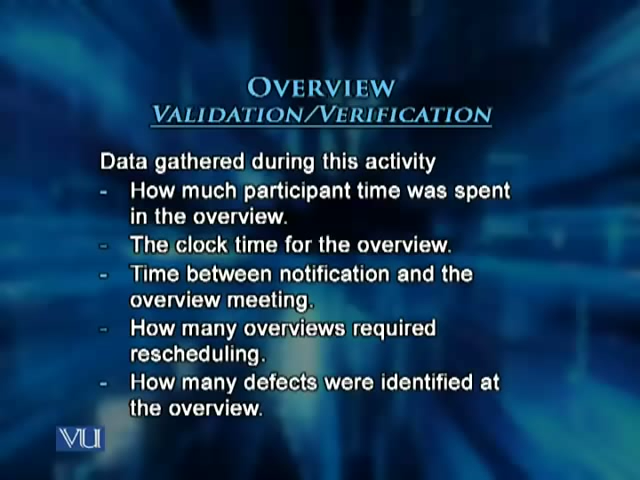 OVERVIEW
VALIDATION/VERIFICATION
Data gathered during this activity
- How much participant time was spent
in the overview.
- The clock time for the overview.
- Time between notification and the
overview meeting.
- How many overviews required
rescheduling.
- How many defects were identified at
the overview.
VU